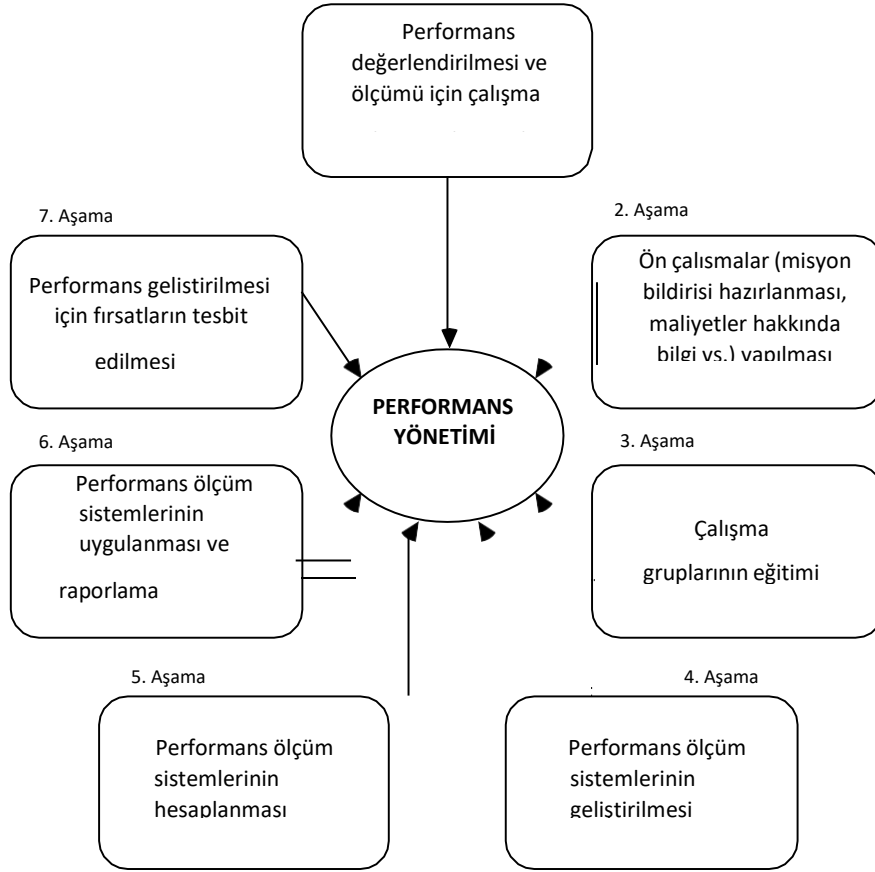 Performans
değerlendirilmesi ve
ölçümü için çalışma
7. Aşama
Performans gelistirilmesi
için fırsatların tesbit
edilmesi
2. Aşama
Ön çalısmalar (misyon
bildirisi hazırlanması,
maliyetler hakkında
bilgi vs.) yapılması
PERFORMANS
YÖNETİMİ
6. Aşama
Performans ölçüm
sistemlerinin
uygulanması ve
raporlama
3. Aşama
Çalışma
gruplarının eğitimi
5. Aşama
Performans ölçüm
sistemlerinin
hesaplanması
4. Aşama
Performans ölçüm
sistemlerinin
geliştirilmesi